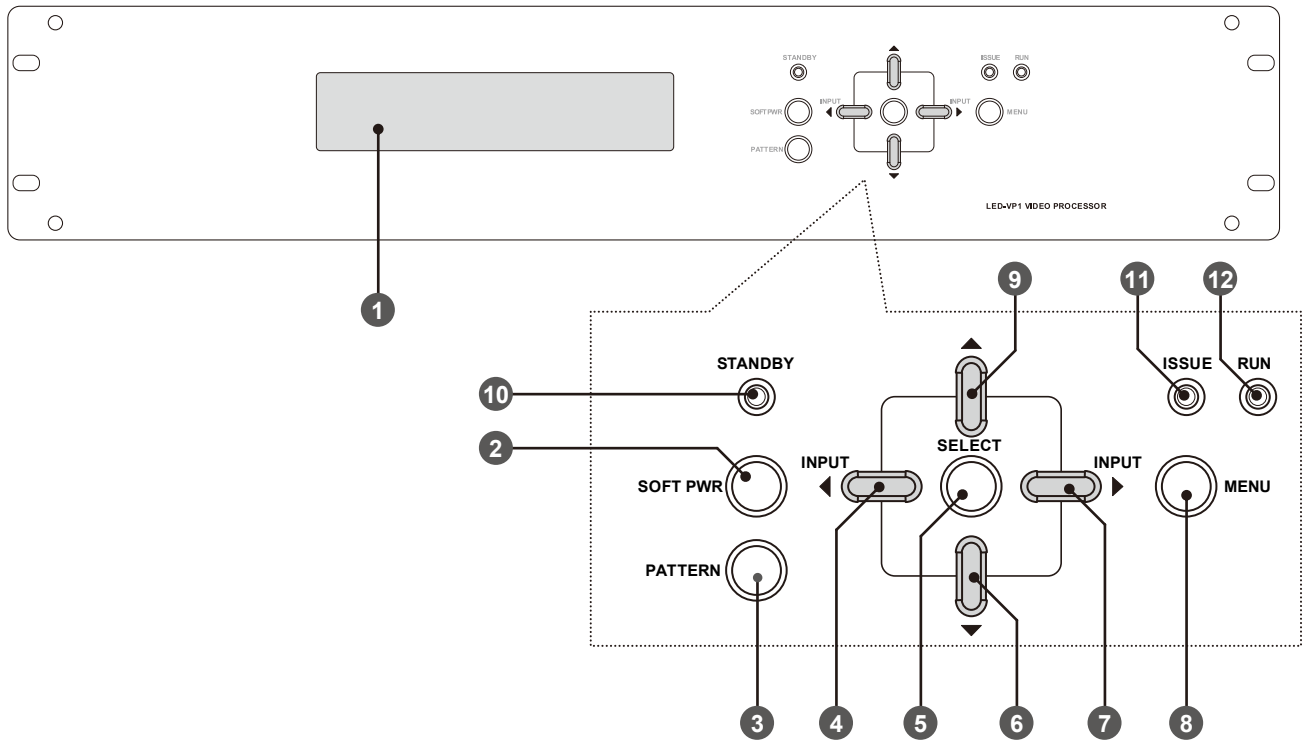 STANDBY
ISSUE RUN
INPUT INPUT
SOFT PWR MENU
PATTERN
LED-VP1 VIDEO PROCESSOR
9 11 12
1
STANDBY ISSUE RUN
10
SELECT
2
INPUT INPUT
SOFT PWR MENU
PATTERN
3 4 5 6 7 8